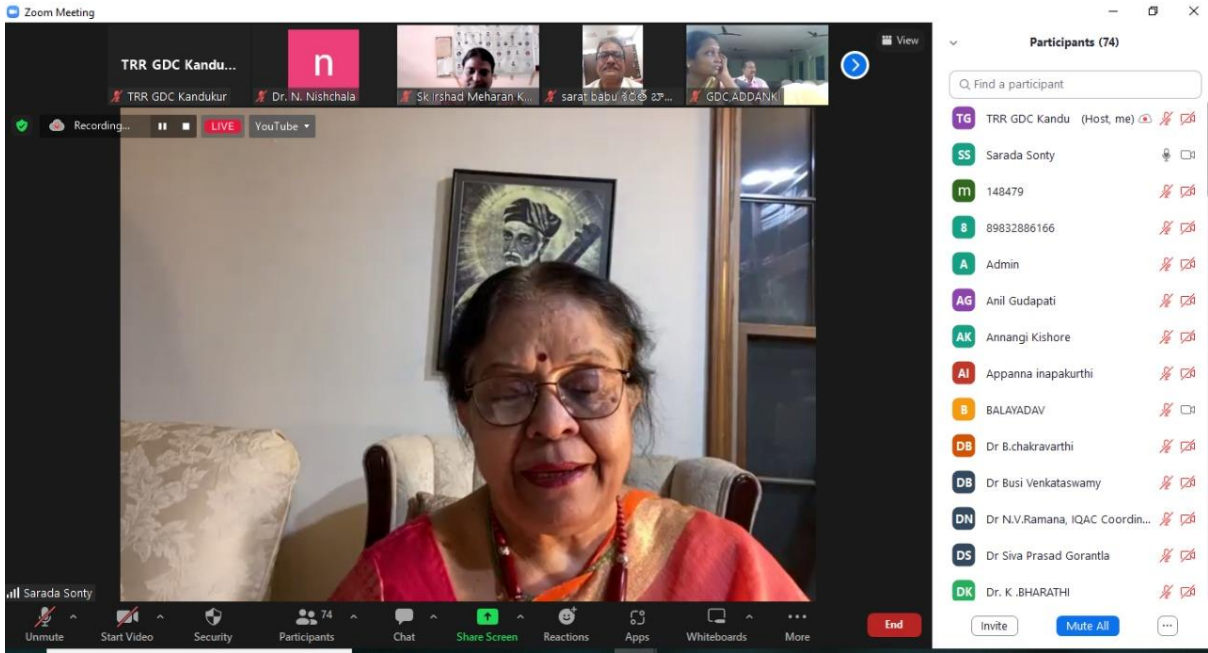 Zoom Meeting
TRR GDC Kandu...
n
TRR GDC Kandukur
Dr. N. Nishchala
Sk Irshad Meharan K...
sarat babu శరత్ బా...
GDC,ADDANKI
View
Recording...
LIVE
YouTube
Sarada Sonty
Unmute
Start Video
Security
74
Participants
Chat
Share Screen
Reactions
Apps
Whiteboards
More
End
Participants (74)
Find a participant
TG TRR GDC Kandu (Host, me)
SS Sarada Sonty
m 148479
8 89832886166
A Admin
AG Anil Gudapati
AK Annangi Kishore
AI Appanna inapakurthi
B BALAYADAV
DB Dr B.chakravarthi
DB Dr Busi Venkataswamy
DN Dr N.V.Ramana, IQAC Coordin...
DS Dr Siva Prasad Gorantla
DK Dr. K .BHARATHI
Invite
Mute All
...